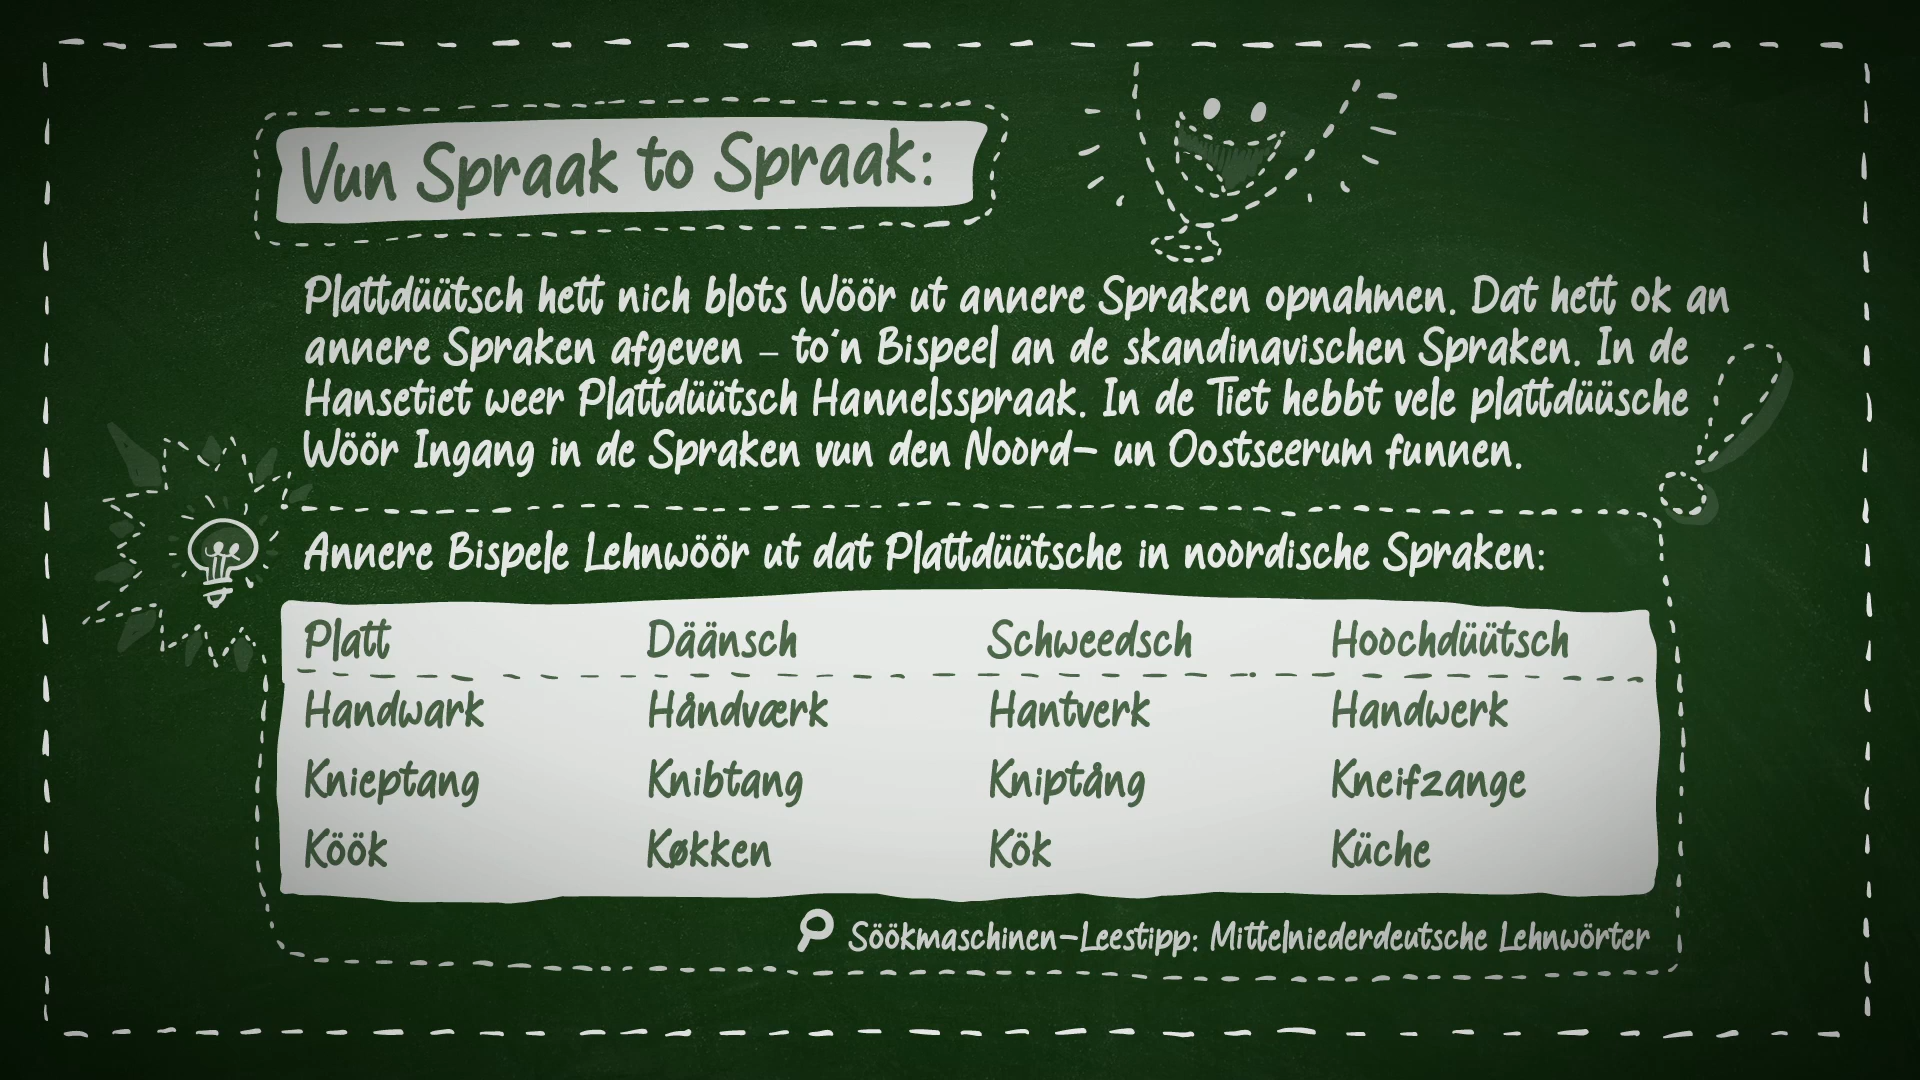 Vun Spraak to Spraak:
Plattdüütsch hett nich blots Wöör ut annere Spraken opnahmen. Dat hett ok an
annere Spraken afgeven – to´n Bispeel an de skandinavischen Spraken. In de
Hansetiet weer Plattdüütsch Hannelsspraak. In de Tiet hebbt vele plattdüüsche
Wöör Ingang in de Spraken vun den Noord- un Oostseerum funnen.
Annere Bispele Lehnwöör ut dat Plattdüütsche in noordische Spraken:
Platt Däänsch Schweedsch Hoochdüütsch
Handwark Håndværk Hantverk Handwerk
Knieptang Knibtang Kniptång Kneifzange
Köök Køkken Kök Küche
Söökmaschinen-Leestipp: Mittelniederdeutsche Lehnwörter